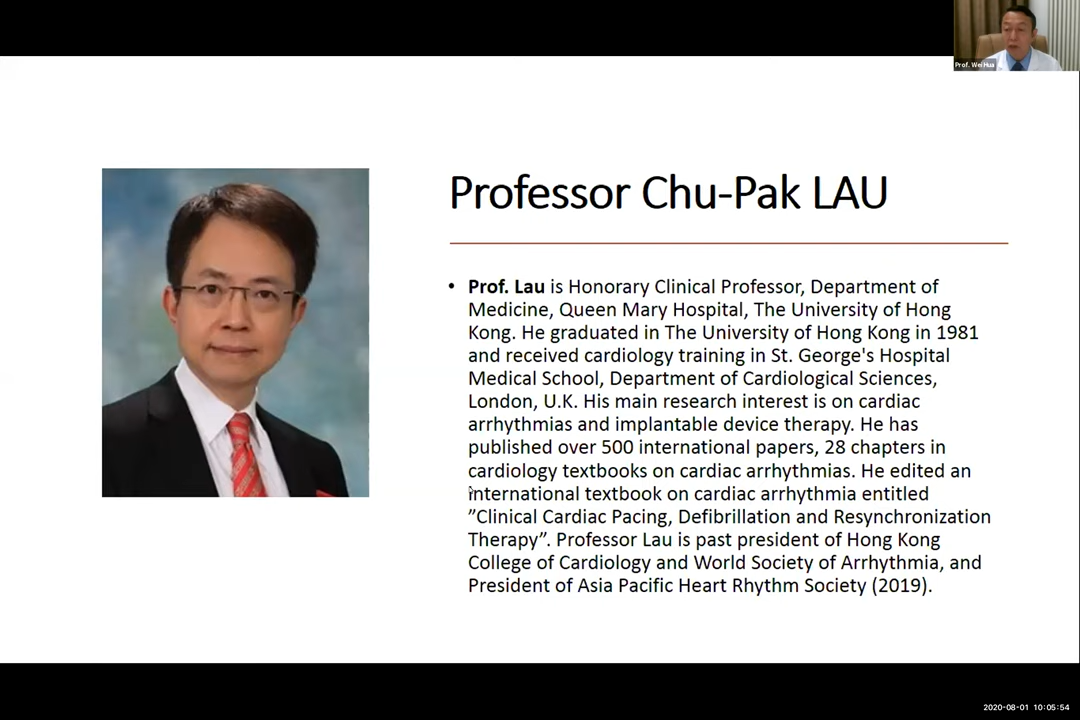 Prof. Wei Hua
Professor Chu-Pak LAU
• Prof. Lau is Honorary Clinical Professor, Department of
Medicine, Queen Mary Hospital, The University of Hong
Kong. He graduated in The University of Hong Kong in 1981
and received cardiology training in St. George's Hospital
Medical School, Department of Cardiological Sciences,
London, U.K. His main research interest is on cardiac
arrhythmias and implantable device therapy. He has
published over 500 international papers, 28 chapters in
cardiology textbooks on cardiac arrhythmias. He edited an
international textbook on cardiac arrhythmia entitled
”Clinical Cardiac Pacing, Defibrillation and Resynchronization
Therapy”. Professor Lau is past president of Hong Kong
College of Cardiology and World Society of Arrhythmia, and
President of Asia Pacific Heart Rhythm Society (2019).
2020-08-01 10:05:54